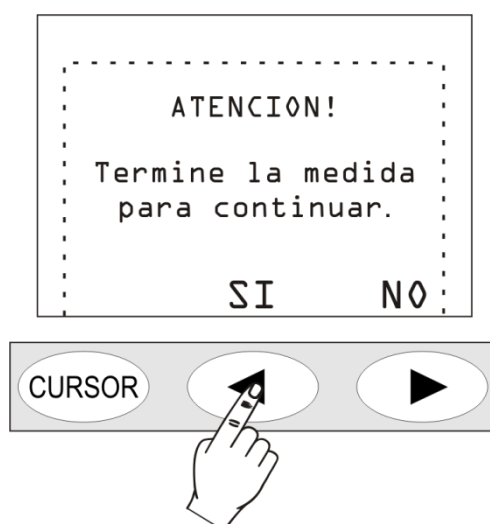 ATENCION!
Termine la medida
para continuar.
SI NO
CURSOR